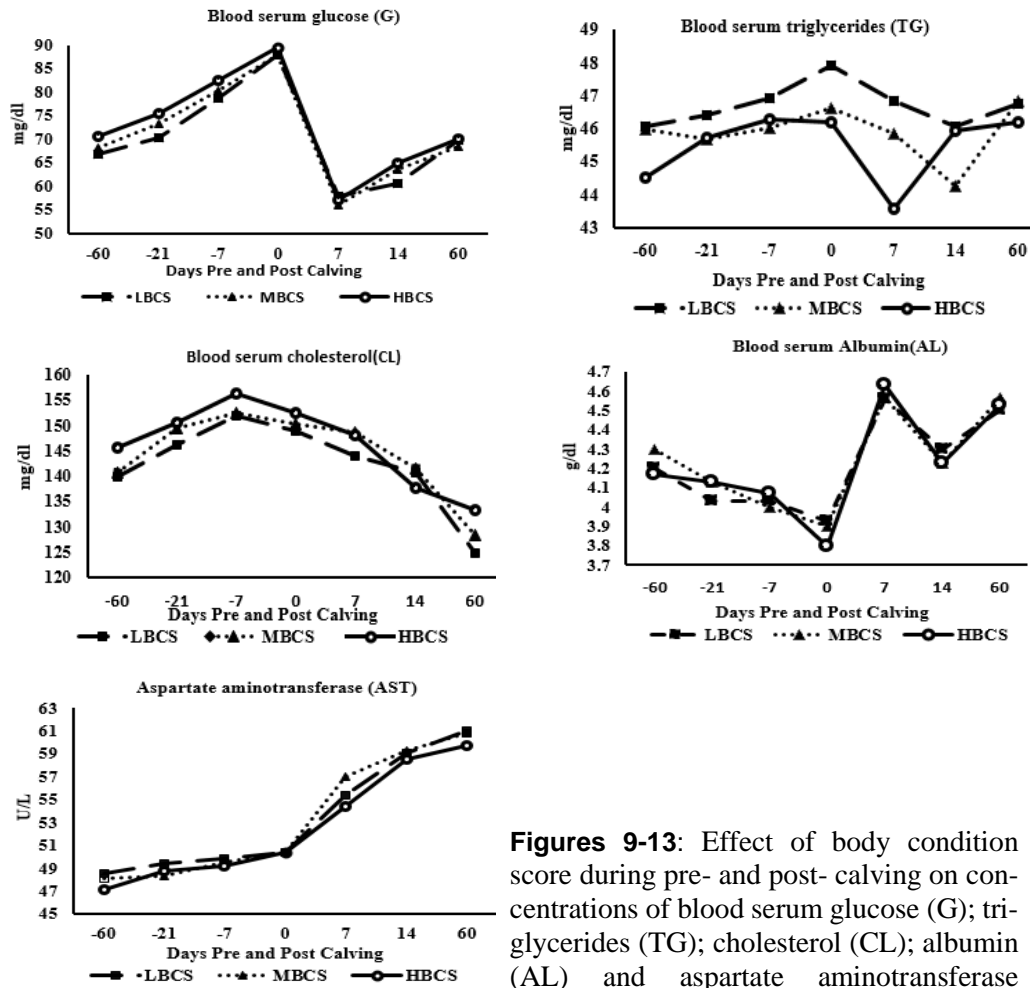 Blood serum glucose (G)
90
85
80
75
70
65
60
55
50
mg/dl
-60 -21 -7 0 7 14 60
Days Pre and Post Calving
LBCS MBCS HBCS
Blood serum triglycerides (TG)
49
48
47
46
45
44
43
mg/dl
-60 -21 -7 0 7 14 60
Days Pre and Post Calving
LBCS MBCS HBCS
Blood serum cholesterol(CL)
160
155
150
145
140
135
130
125
120
mg/dl
-60 -21 -7 0 7 14 60
Days Pre and Post Calving
LBCS MBCS HBCS
Blood serum Albumin(AL)
4.7
4.6
4.5
4.4
4.3
4.2
4.1
4
3.9
3.8
3.7
g/dl
-60 -21 -7 0 7 14 60
Days Pre and Post Calving
LBCS MBCS HBCS
Aspartate aminotransferase (AST)
63
61
59
57
55
53
51
49
47
45
U/L
-60 -21 -7 0 7 14 60
Days Pre and Post Calving
LBCS MBCS HBCS
Figures 9-13: Effect of body condition
score during pre- and post- calving on con-
centrations of blood serum glucose (G); tri-
glycerides (TG); cholesterol (CL); albumin
(AL) and aspartate aminotransferase